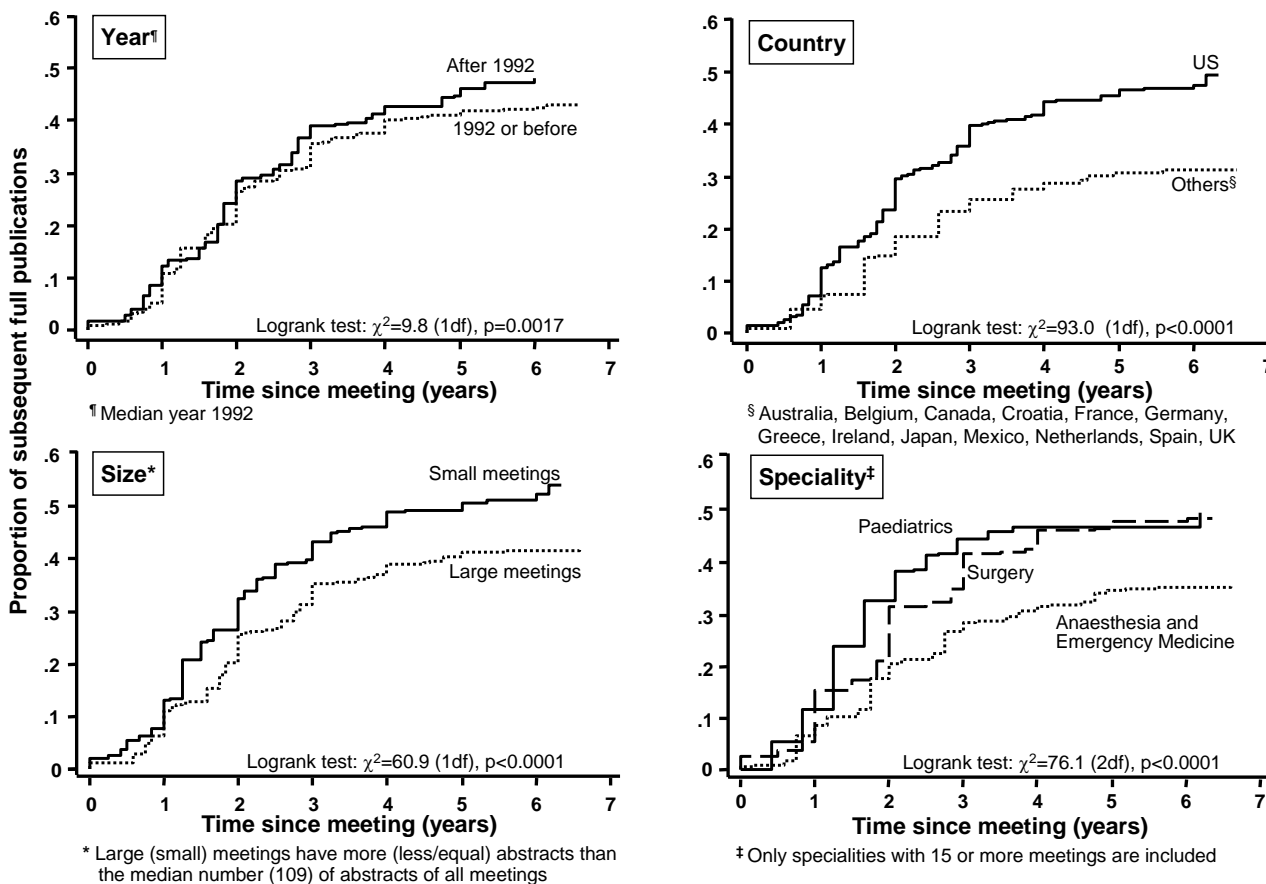 Proportion of subsequent full publications
Year¶
.6
.5
.4
.3
.2
.1
0
After 1992
1992 or before
Logrank test: χ²=9.8 (1df), p=0.0017
0 1 2 3 4 5 6 7
Time since meeting (years)
¶ Median year 1992
Country
.6
.5
.4
.3
.2
.1
0
US
Others§
Logrank test: χ²=93.0 (1df), p<0.0001
0 1 2 3 4 5 6 7
Time since meeting (years)
§ Australia, Belgium, Canada, Croatia, France, Germany,
Greece, Ireland, Japan, Mexico, Netherlands, Spain, UK
Size*
.6
.5
.4
.3
.2
.1
0
Small meetings
Large meetings
Logrank test: χ²=60.9 (1df), p<0.0001
0 1 2 3 4 5 6 7
Time since meeting (years)
* Large (small) meetings have more (less/equal) abstracts than
the median number (109) of abstracts of all meetings
Speciality‡
.6
.5
.4
.3
.2
.1
0
Paediatrics
Surgery
Anaesthesia and
Emergency Medicine
Logrank test: χ²=76.1 (2df), p<0.0001
0 1 2 3 4 5 6 7
Time since meeting (years)
‡ Only specialities with 15 or more meetings are included